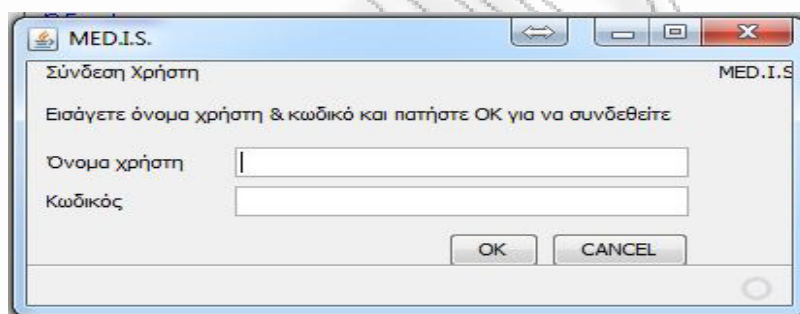 MED.I.S.
Σύνδεση Χρήστη MED.I.S
Εισάγετε όνομα χρήστη & κωδικό και πατήστε OK για να συνδεθείτε
Όνομα χρήστη
Κωδικός
OK CANCEL